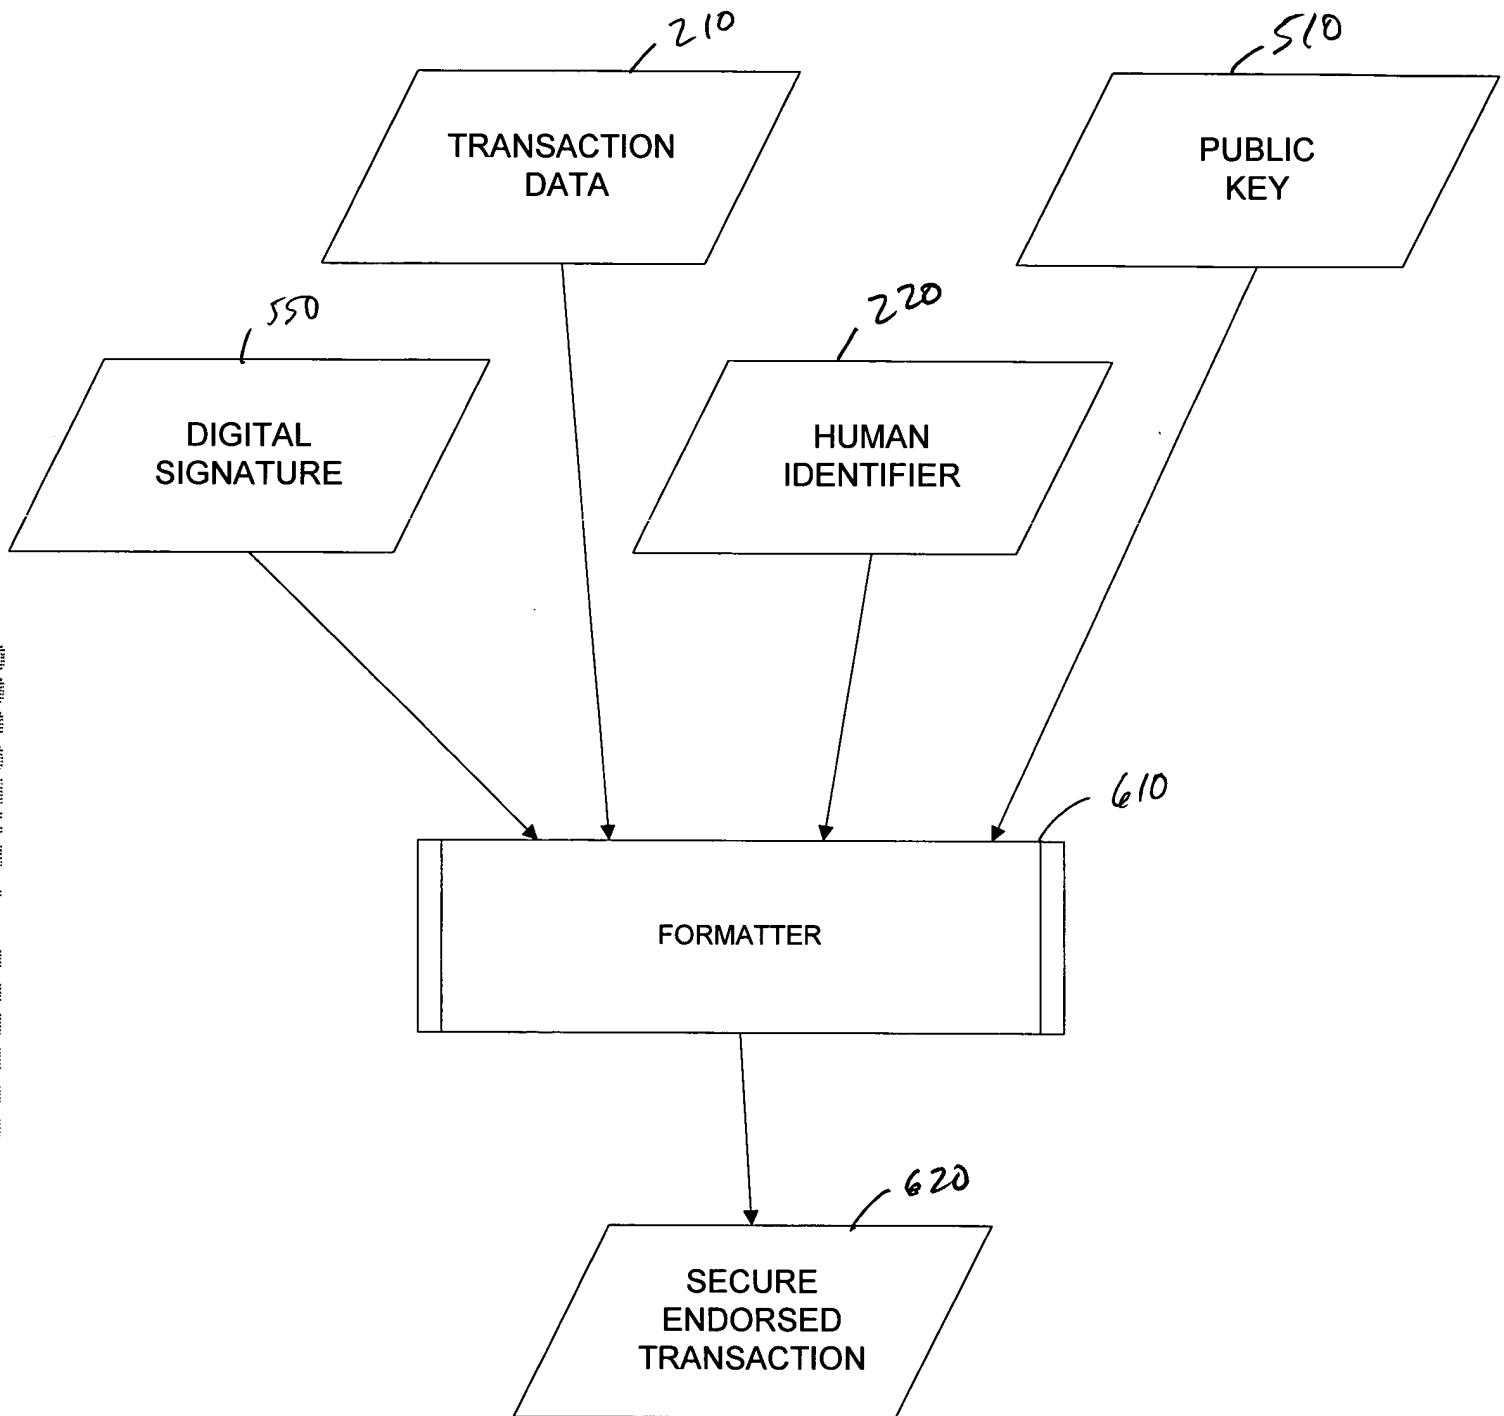 210
510
TRANSACTION
DATA
PUBLIC
KEY
550
220
DIGITAL
SIGNATURE
HUMAN
IDENTIFIER
610
FORMATTER
620
SECURE
ENDORSED
TRANSACTION